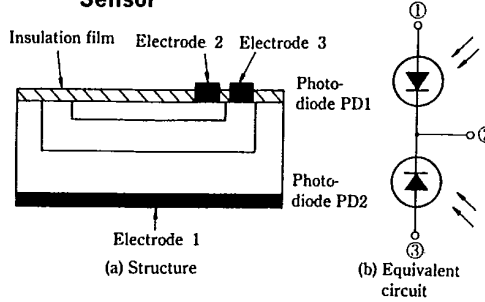 Sensor
Insulation film
Electrode 2
Electrode 3
Photo-
diode PD1
Photo-
diode PD2
Electrode 1
(a) Structure
①
②
③
(b) Equivalent
circuit